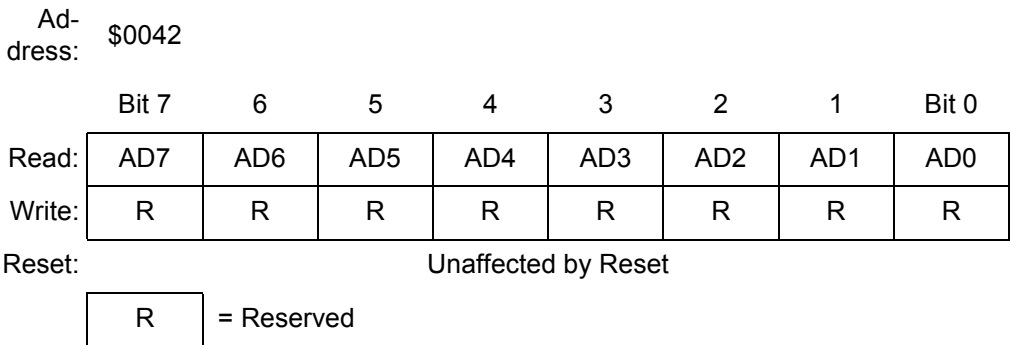 Ad-
dress: $0042
Bit 7 6 5 4 3 2 1 Bit 0
Read: AD7 AD6 AD5 AD4 AD3 AD2 AD1 AD0
Write: R R R R R R R R
Reset: Unaffected by Reset
R = Reserved